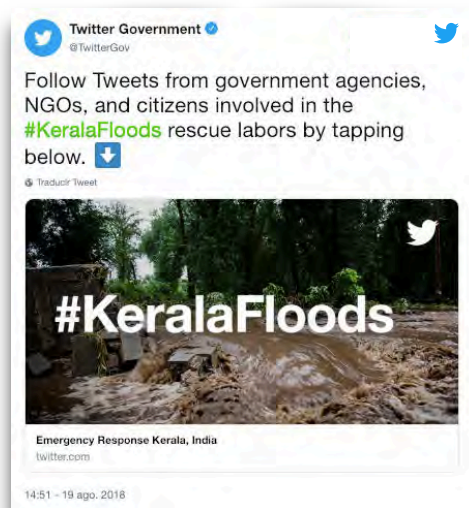 Twitter Government
@TwitterGov
Follow Tweets from government agencies,
NGOs, and citizens involved in the
#KeralaFloods rescue labors by tapping
below.
Traducir Tweet
#KeralaFloods
Emergency Response Kerala, India
twitter.com
14:51 - 19 ago. 2018